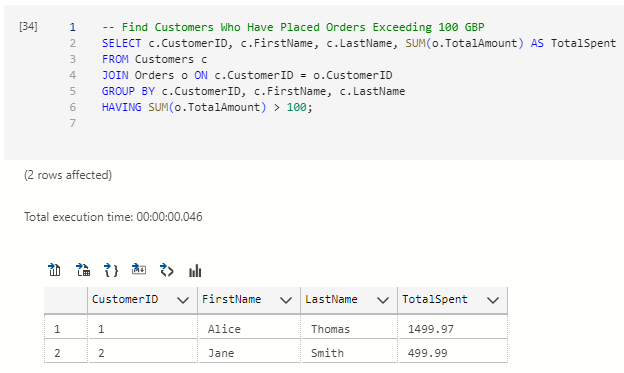 [34]
1 -- Find Customers Who Have Placed Orders Exceeding 100 GBP
2 SELECT c.CustomerID, c.FirstName, c.LastName, SUM(o.TotalAmount) AS TotalSpent
3 FROM Customers c
4 JOIN Orders o ON c.CustomerID = o.CustomerID
5 GROUP BY c.CustomerID, c.FirstName, c.LastName
6 HAVING SUM(o.TotalAmount) > 100;
7
(2 rows affected)
Total execution time: 00:00:00.046
CustomerID FirstName LastName TotalSpent
1 1 Alice Thomas 1499.97
2 2 Jane Smith 499.99